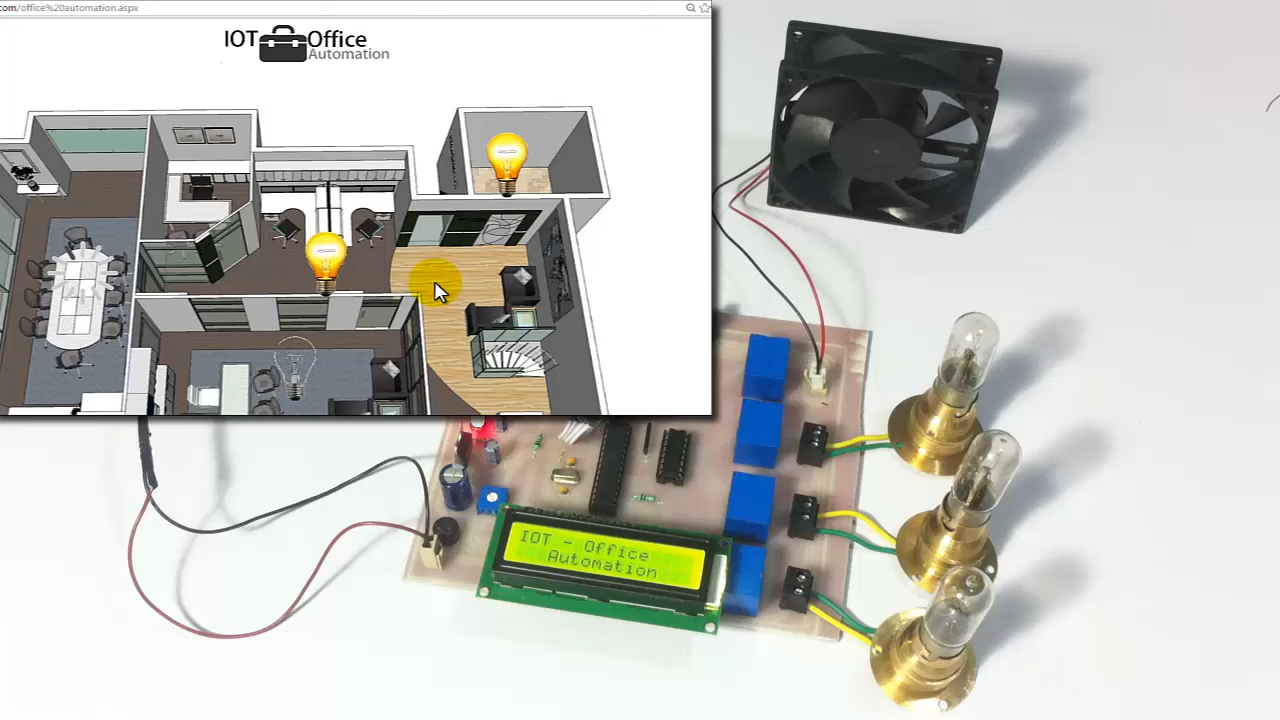 com/office%20automation.aspx
IOT Office
Automation
IOT - Office
Automation